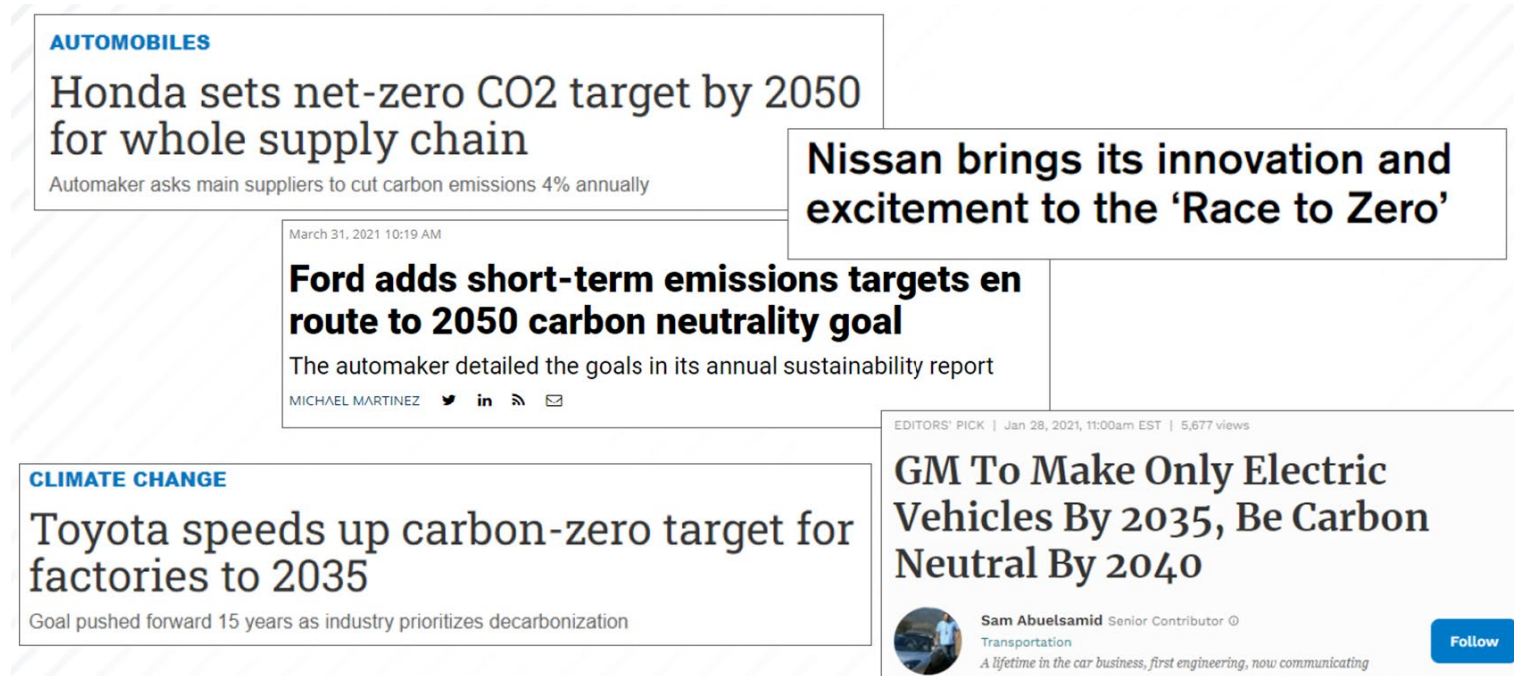 AUTOMOBILES
Honda sets net-zero CO2 target by 2050
for whole supply chain
Automaker asks main suppliers to cut carbon emissions 4% annually
Nissan brings its innovation and
excitement to the ‘Race to Zero’
March 31, 2021 10:19 AM
Ford adds short-term emissions targets en
route to 2050 carbon neutrality goal
The automaker detailed the goals in its annual sustainability report
MICHAEL MARTINEZ
CLIMATE CHANGE
Toyota speeds up carbon-zero target for
factories to 2035
Goal pushed forward 15 years as industry prioritizes decarbonization
EDITORS' PICK | Jan 28, 2021, 11:00am EST | 5,677 views
GM To Make Only Electric
Vehicles By 2035, Be Carbon
Neutral By 2040
Sam Abuelsamid Senior Contributor
Transportation
A lifetime in the car business, first engineering, now communicating
Follow